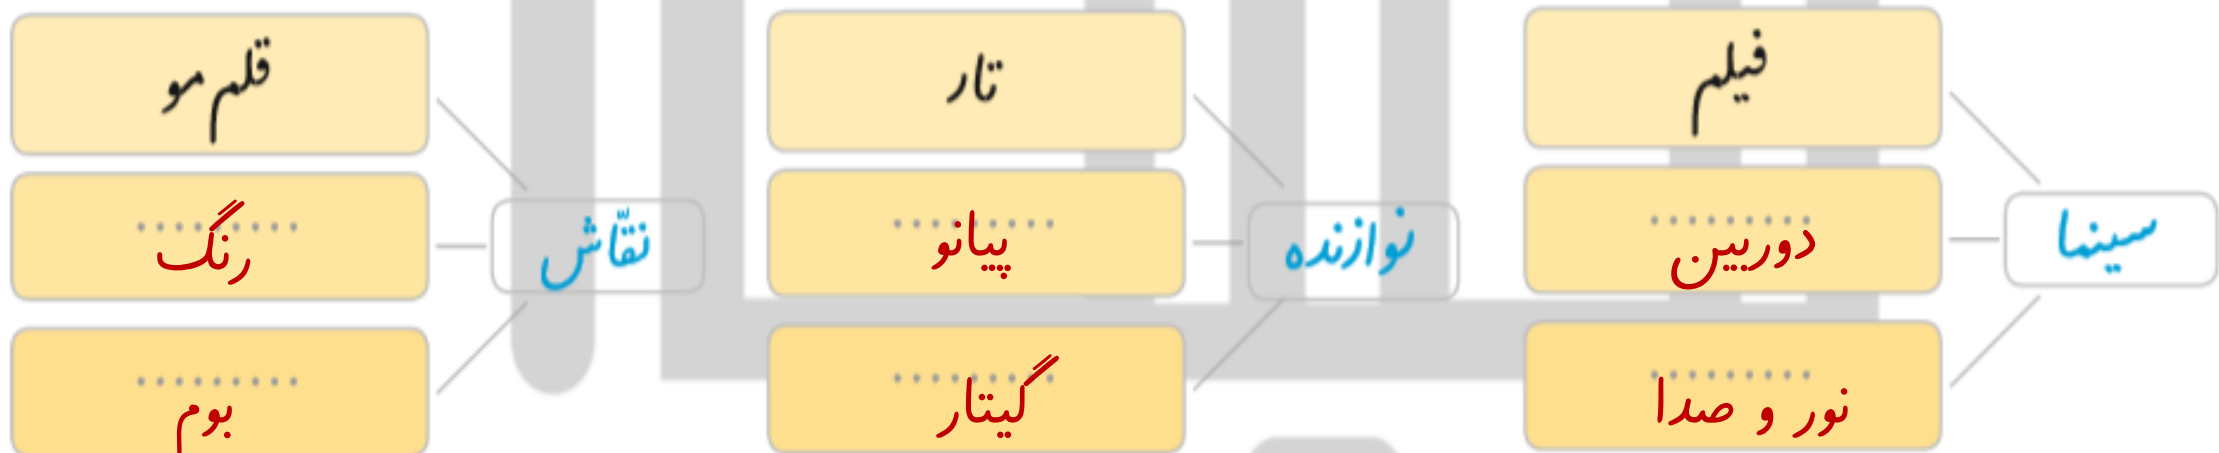 سینما
فیلم
دوربین
نور و صدا
نوازنده
تار
پیانو
گیتار
نقّاش
قلم‌مو
رنگ
بوم